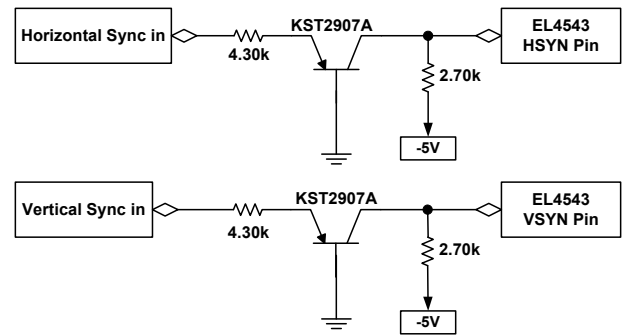 KST2907A
Horizontal Sync in
4.30k
EL4543
HSYN Pin
2.70k
-5V
KST2907A
Vertical Sync in
4.30k
EL4543
VSYN Pin
2.70k
-5V